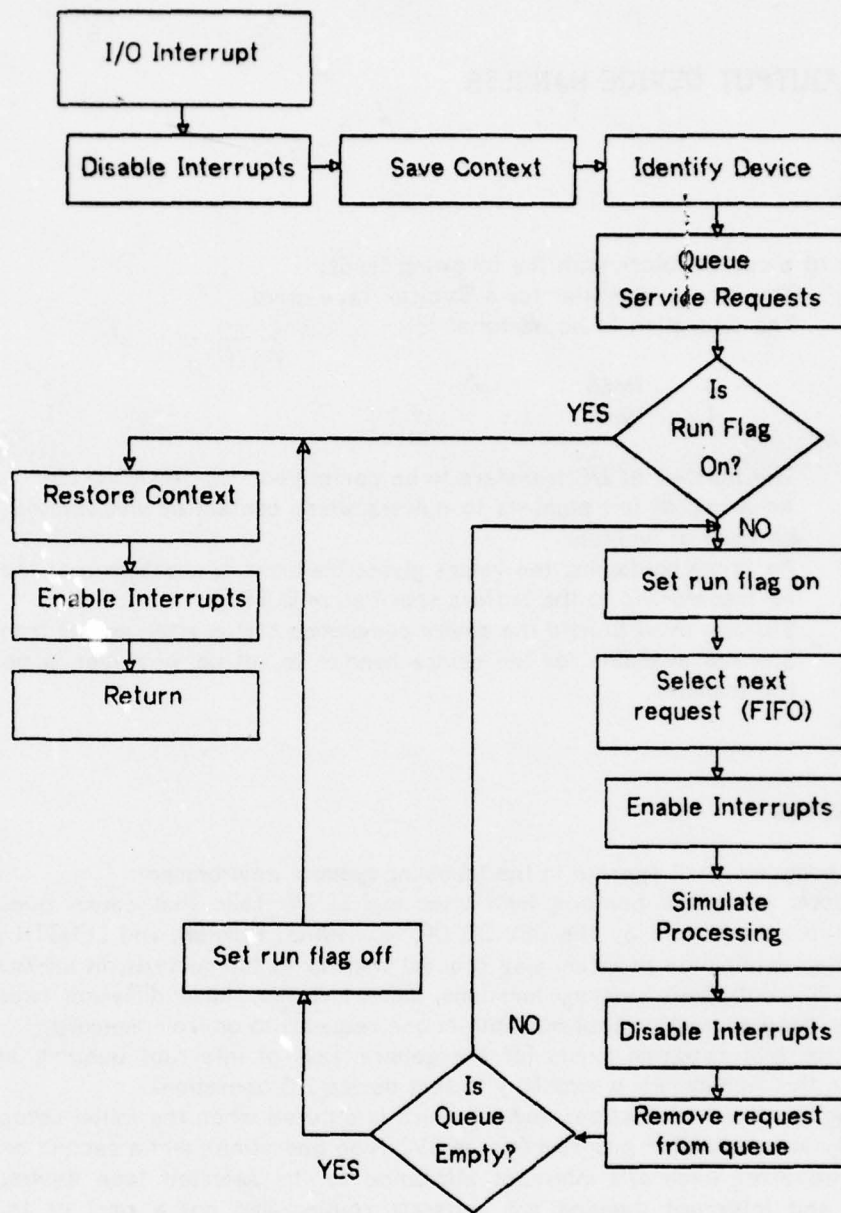 I/O Interrupt
Disable Interrupts
Save Context
Identify Device
Queue
Service Requests
Is
Run Flag
On?
YES
NO
Restore Context
Enable Interrupts
Return
Set run flag on
Select next
request (FIFO)
Enable Interrupts
Simulate
Processing
Disable Interrupts
Remove request
from queue
Is
Queue
Empty?
NO
YES
Set run flag off